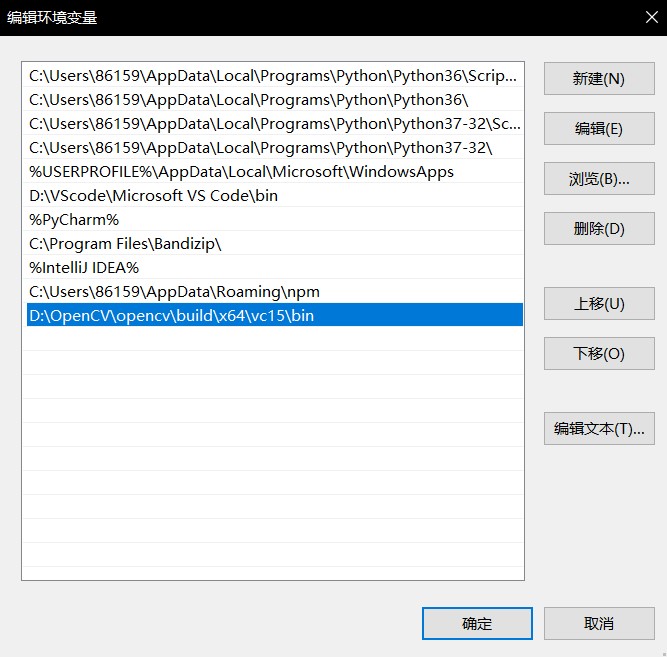 编辑环境变量
C:\Users\86159\AppData\Local\Programs\Python\Python36\Scrip...
C:\Users\86159\AppData\Local\Programs\Python\Python36\
C:\Users\86159\AppData\Local\Programs\Python\Python37-32\Sc...
C:\Users\86159\AppData\Local\Programs\Python\Python37-32\
%USERPROFILE%\AppData\Local\Microsoft\WindowsApps
D:\VScode\Microsoft VS Code\bin
%PyCharm%
C:\Program Files\Bandizip\
%IntelliJ IDEA%
C:\Users\86159\AppData\Roaming\npm
D:\OpenCV\opencv\build\x64\vc15\bin
新建(N)
编辑(E)
浏览(B)...
删除(D)
上移(U)
下移(O)
编辑文本(T)...
确定
取消